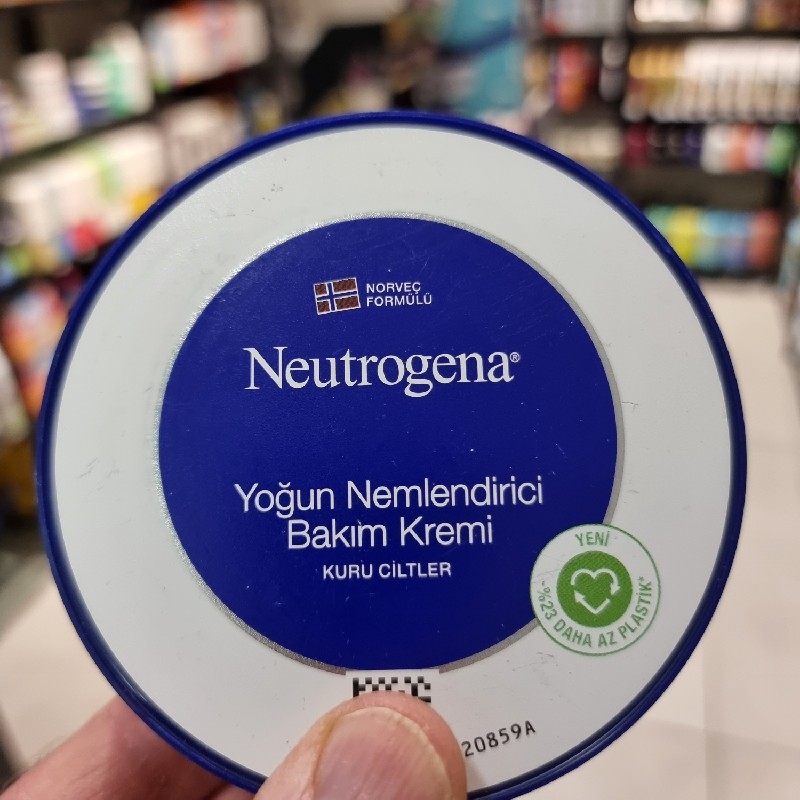 NORVEÇ
FORMÜLÜ
Neutrogena®
Yoğun Nemlendirici
Bakım Kremi
KURU CİLTLER
YENİ
-%23 DAHA AZ PLASTİK*
20859A